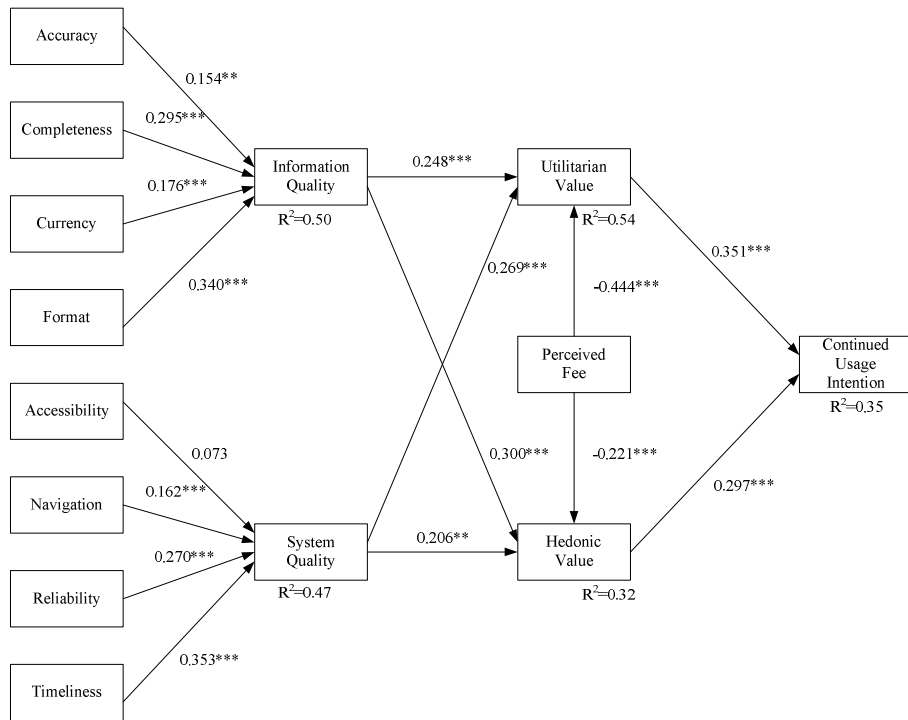 Accuracy
0.154**
Completeness
0.295***
Information
Quality
0.248***
Utilitarian
Value
0.176***
Currency
R²=0.50
R²=0.54
0.351***
0.269***
0.340***
-0.444***
Format
Perceived
Fee
Continued
Usage
Intention
R²=0.35
Accessibility
0.073
0.300***
-0.221***
0.297***
Navigation
0.162***
System
Quality
0.206**
Hedonic
Value
0.270***
R²=0.47
R²=0.32
Reliability
0.353***
Timeliness